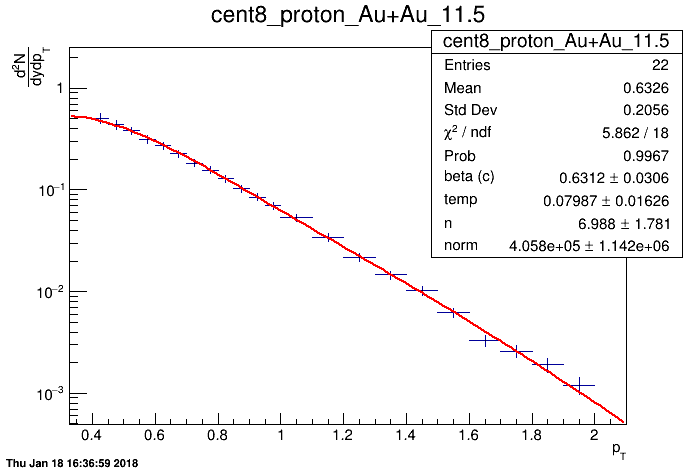 cent8_proton_Au+Au_11.5
d²N
dydp_T
cent8_proton_Au+Au_11.5
Entries 22
Mean 0.6326
Std Dev 0.2056
χ² / ndf 5.862 / 18
Prob 0.9967
beta (c) 0.6312 ± 0.0306
temp 0.07987 ± 0.01626
n 6.988 ± 1.781
norm 4.058e+05 ± 1.142e+06
1
10⁻¹
10⁻²
10⁻³
0.4 0.6 0.8 1 1.2 1.4 1.6 1.8 2
p_T
Thu Jan 18 16:36:59 2018